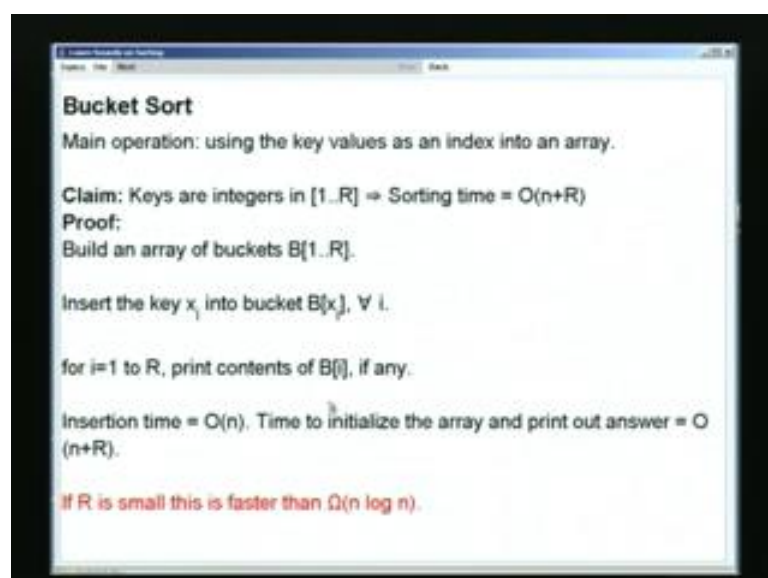 Bucket Sort
Main operation: using the key values as an index into an array.
Claim: Keys are integers in [1..R] ⇒ Sorting time = O(n+R)
Proof:
Build an array of buckets B[1..R].
Insert the key xᵢ into bucket B[xᵢ], ∀ i.
for i=1 to R, print contents of B[i], if any.
Insertion time = O(n). Time to initialize the array and print out answer = O
(n+R).
If R is small this is faster than Ω(n log n).